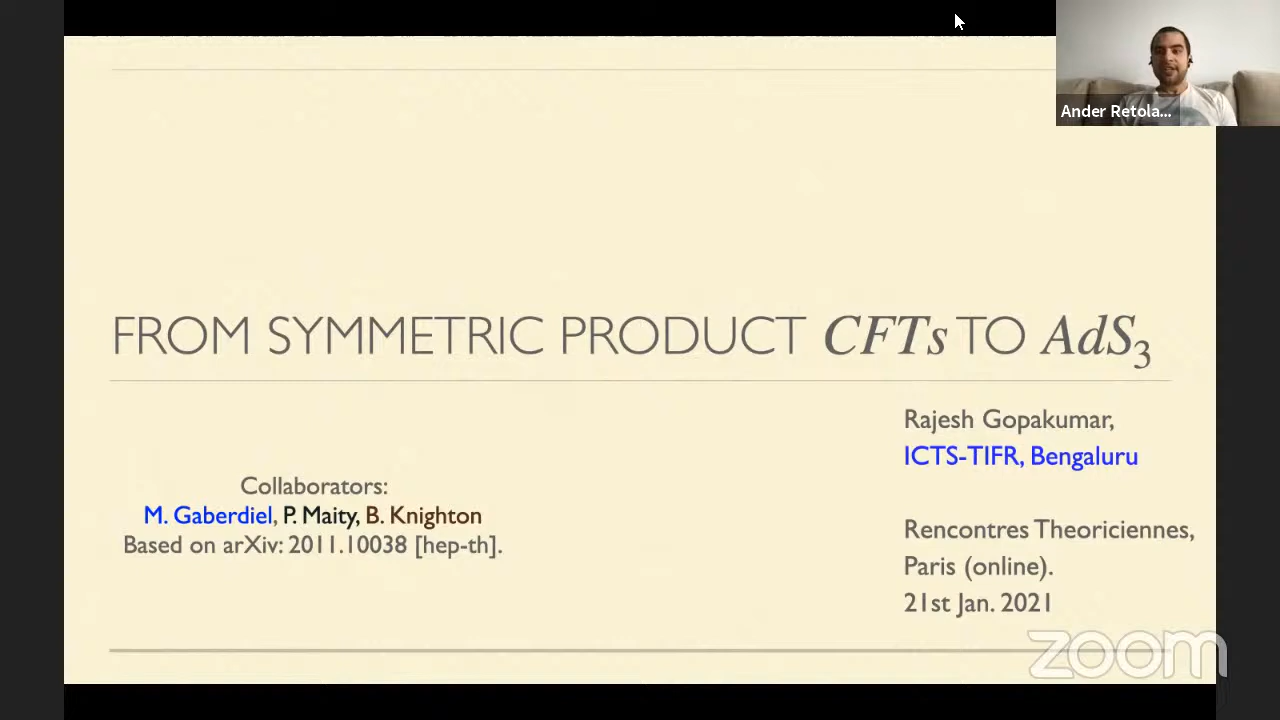 Ander Retola...
FROM SYMMETRIC PRODUCT CFTs TO AdS₃
Rajesh Gopakumar,
ICTS-TIFR, Bengaluru
Collaborators:
M. Gaberdiel, P. Maity, B. Knighton
Based on arXiv: 2011.10038 [hep-th].
Rencontres Theoriciennes,
Paris (online).
21st Jan. 2021
zoom